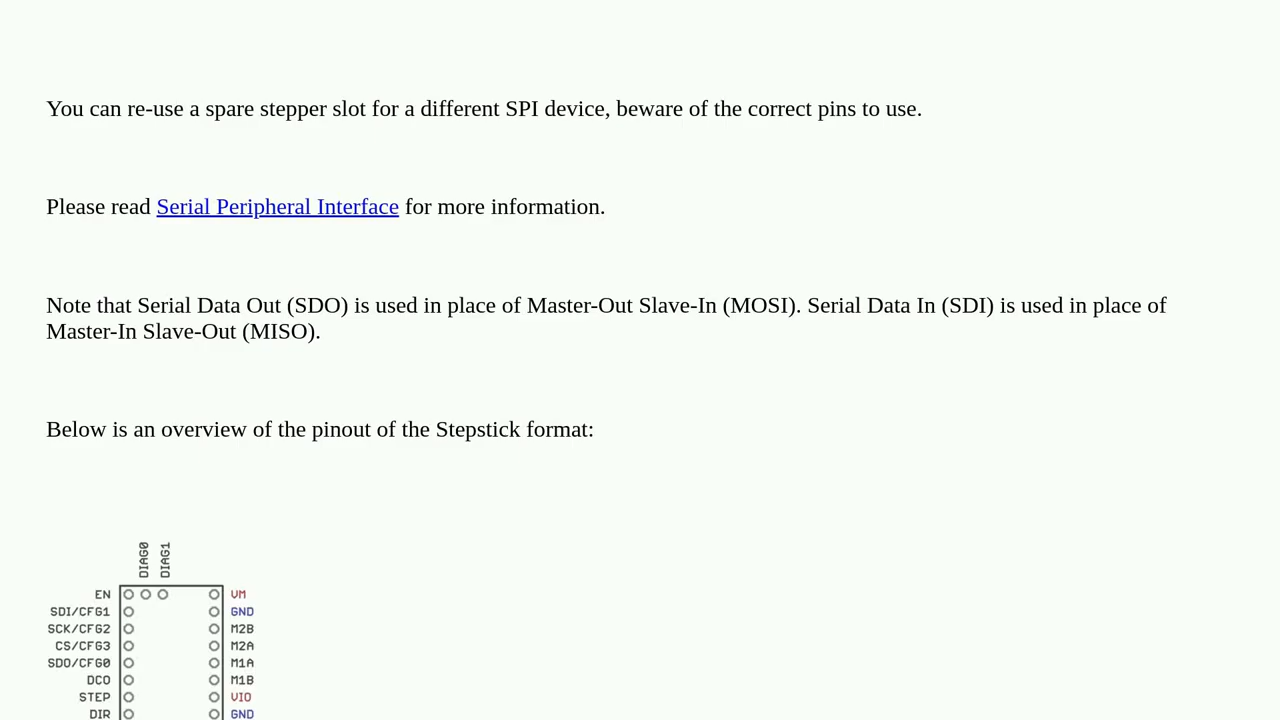 You can re-use a spare stepper slot for a different SPI device, beware of the correct pins to use.
Please read Serial Peripheral Interface for more information.
Note that Serial Data Out (SDO) is used in place of Master-Out Slave-In (MOSI). Serial Data In (SDI) is used in place of
Master-In Slave-Out (MISO).
Below is an overview of the pinout of the Stepstick format:
DIAG0 DIAG1
EN VM
SDI/CFG1 GND
SCK/CFG2 M2B
CS/CFG3 M2A
SDO/CFG0 M1A
DCO M1B
STEP VIO
DIR GND